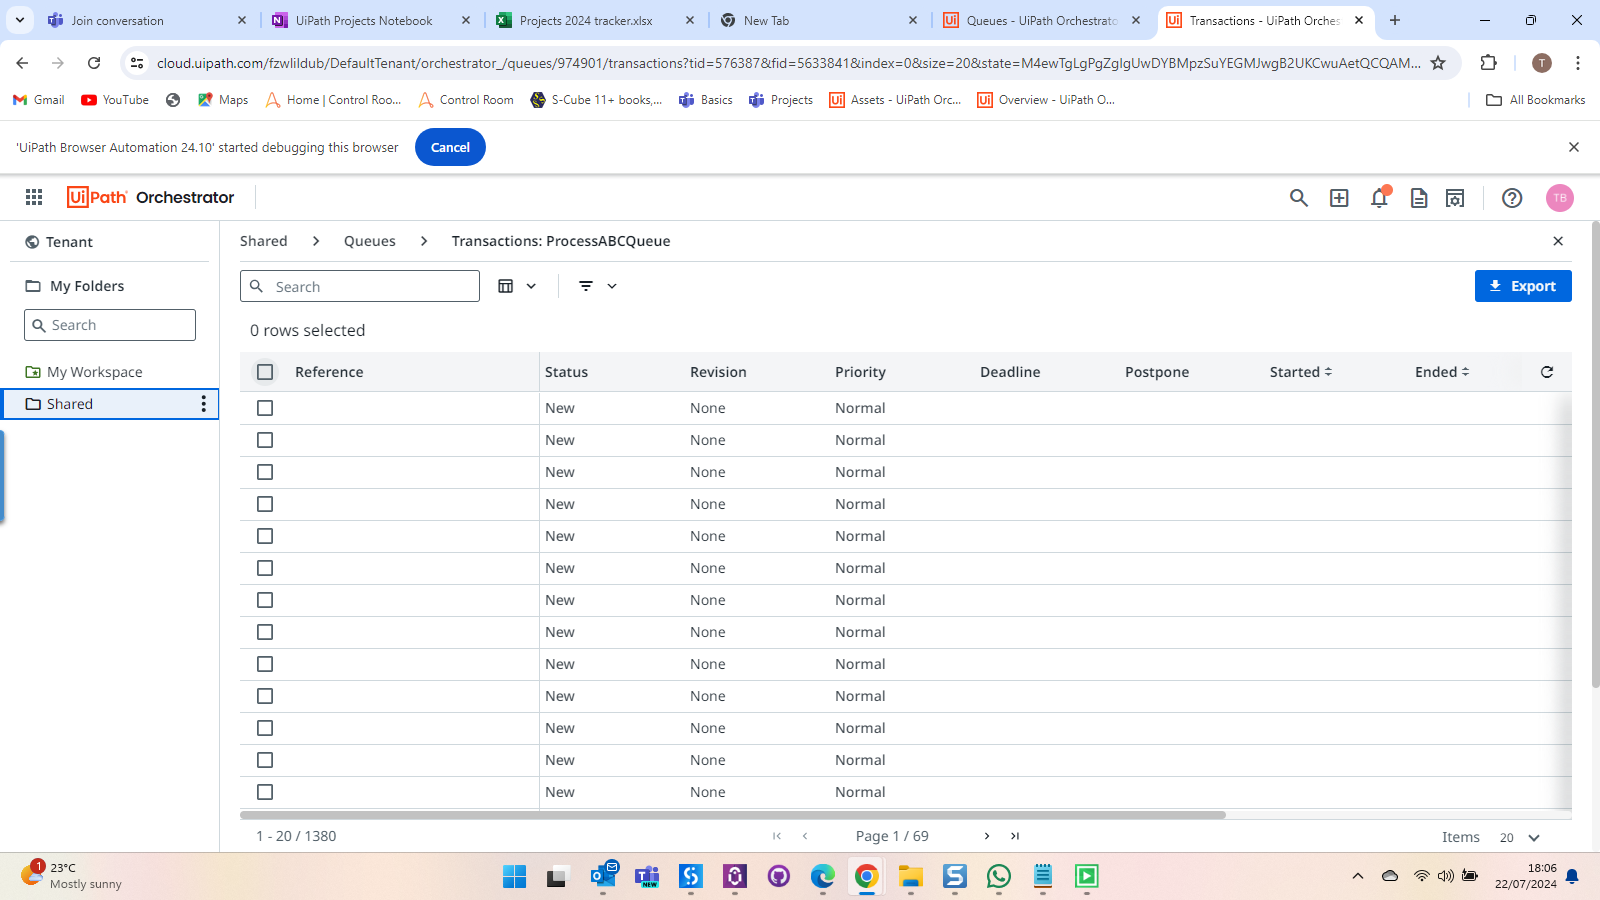 Join conversation
UiPath Projects Notebook
Projects 2024 tracker.xlsx
New Tab
Queues - UiPath Orchestrato
Transactions - UiPath Orches
cloud.uipath.com/fzwlildub/DefaultTenant/orchestrator_/queues/974901/transactions?tid=576387&fid=5633841&index=0&size=20&state=M4ewTgLgPgZglgUwDYBMpzSuYEGMJwgB2UKCwuAetQCQAM...
T
Gmail
YouTube
Maps
Home | Control Roo...
Control Room
S-Cube 11+ books,...
Basics
Projects
Assets - UiPath Orc...
Overview - UiPath O...
All Bookmarks
'UiPath Browser Automation 24.10' started debugging this browser
Cancel
UiPath Orchestrator
TB
Tenant
My Folders
Search
My Workspace
Shared
Shared > Queues > Transactions: ProcessABCQueue
Search
Export
0 rows selected
Reference Status Revision Priority Deadline Postpone Started Ended
New None Normal
New None Normal
New None Normal
New None Normal
New None Normal
New None Normal
New None Normal
New None Normal
New None Normal
New None Normal
New None Normal
New None Normal
New None Normal
1 - 20 / 1380
Page 1 / 69
Items 20
1
23°C
Mostly sunny
NEW
18:06
22/07/2024